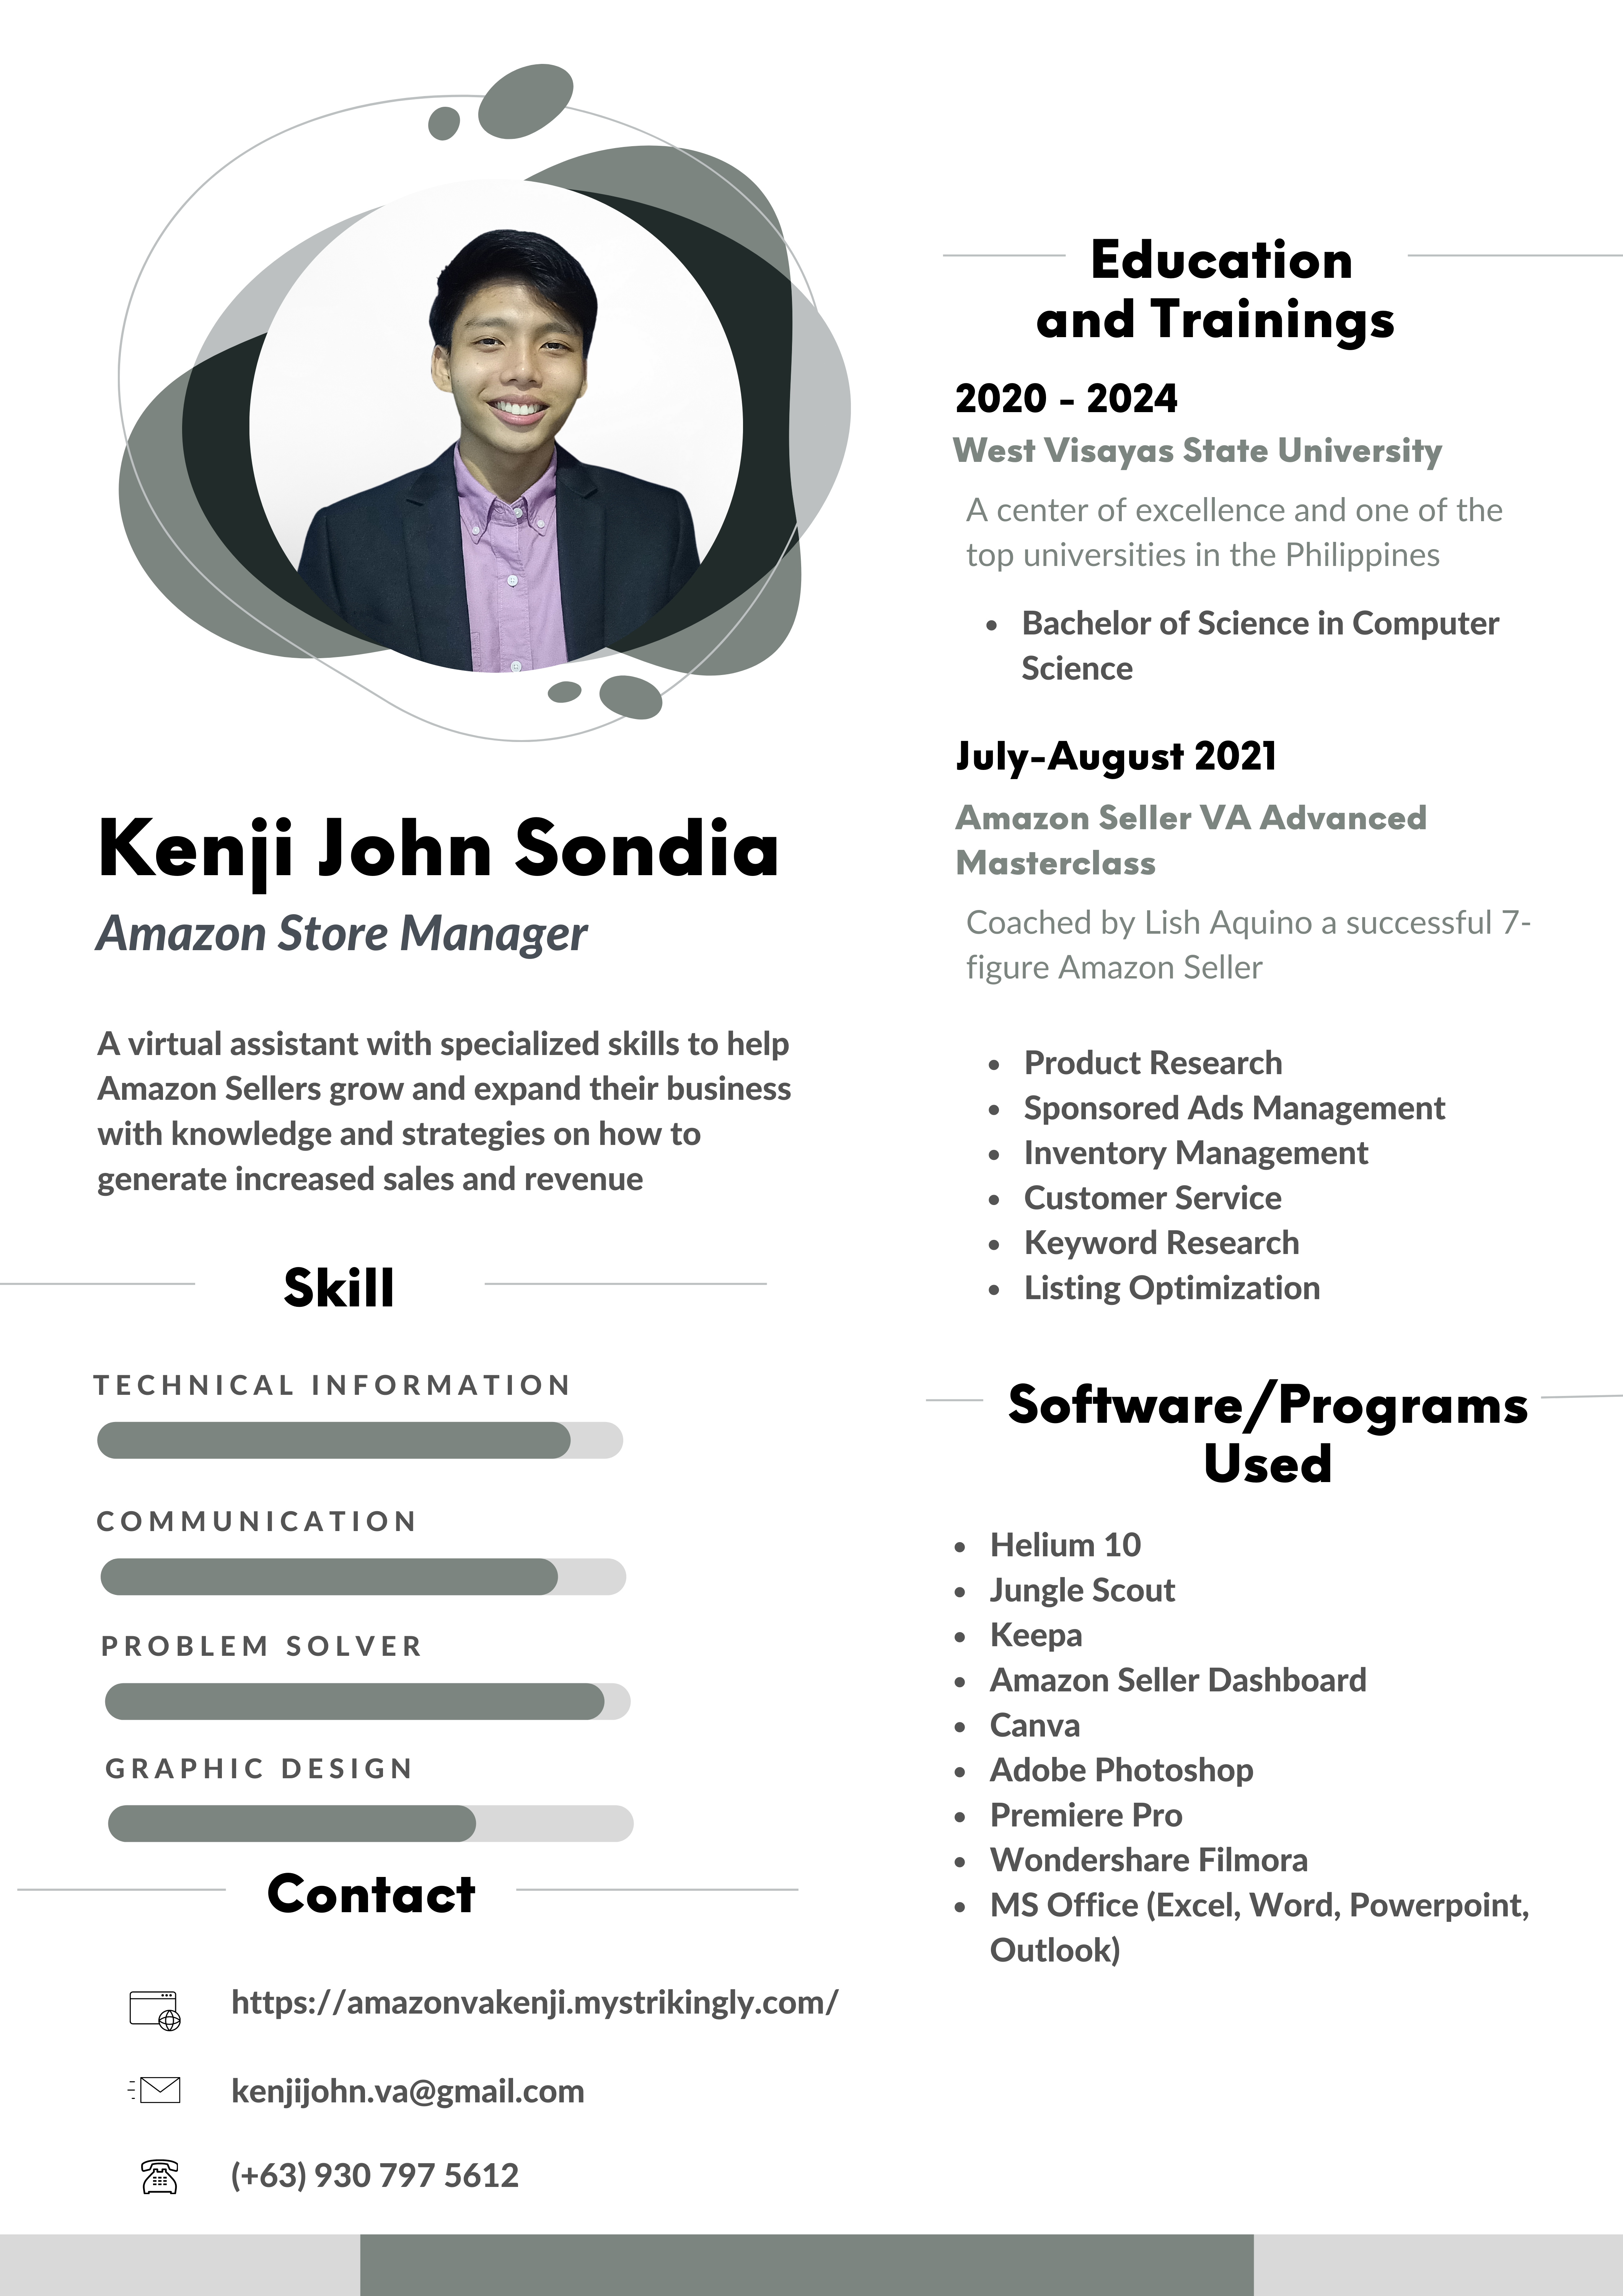 Kenji John Sondia
Amazon Store Manager
A virtual assistant with specialized skills to help
Amazon Sellers grow and expand their business
with knowledge and strategies on how to
generate increased sales and revenue
Skill
TECHNICAL INFORMATION
COMMUNICATION
PROBLEM SOLVER
GRAPHIC DESIGN
Contact
https://amazonvakenji.mystrikingly.com/
kenjijohn.va@gmail.com
(+63) 930 797 5612
Education
and Trainings
2020 - 2024
West Visayas State University
A center of excellence and one of the
top universities in the Philippines
• Bachelor of Science in Computer
Science
July-August 2021
Amazon Seller VA Advanced
Masterclass
Coached by Lish Aquino a successful 7-
figure Amazon Seller
• Product Research
• Sponsored Ads Management
• Inventory Management
• Customer Service
• Keyword Research
• Listing Optimization
Software/Programs
Used
• Helium 10
• Jungle Scout
• Keepa
• Amazon Seller Dashboard
• Canva
• Adobe Photoshop
• Premiere Pro
• Wondershare Filmora
• MS Office (Excel, Word, Powerpoint,
Outlook)